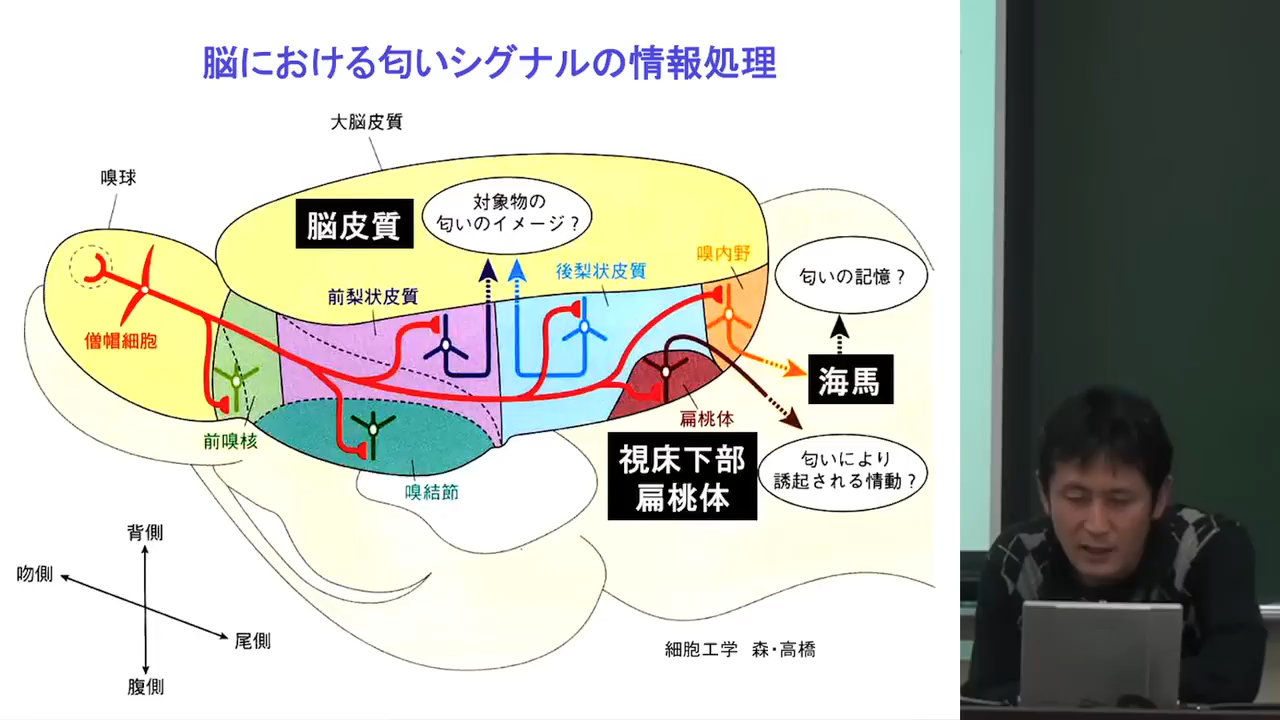 脳における匂いシグナルの情報処理
大脳皮質
嗅球
脳皮質
対象物の
匂いのイメージ？
嗅内野
後梨状皮質
匂いの記憶？
前梨状皮質
僧帽細胞
海馬
扁桃体
前嗅核
視床下部
扁桃体
匂いにより
誘起される情動？
嗅結節
背側
吻側
尾側
腹側
細胞工学 森・高橋